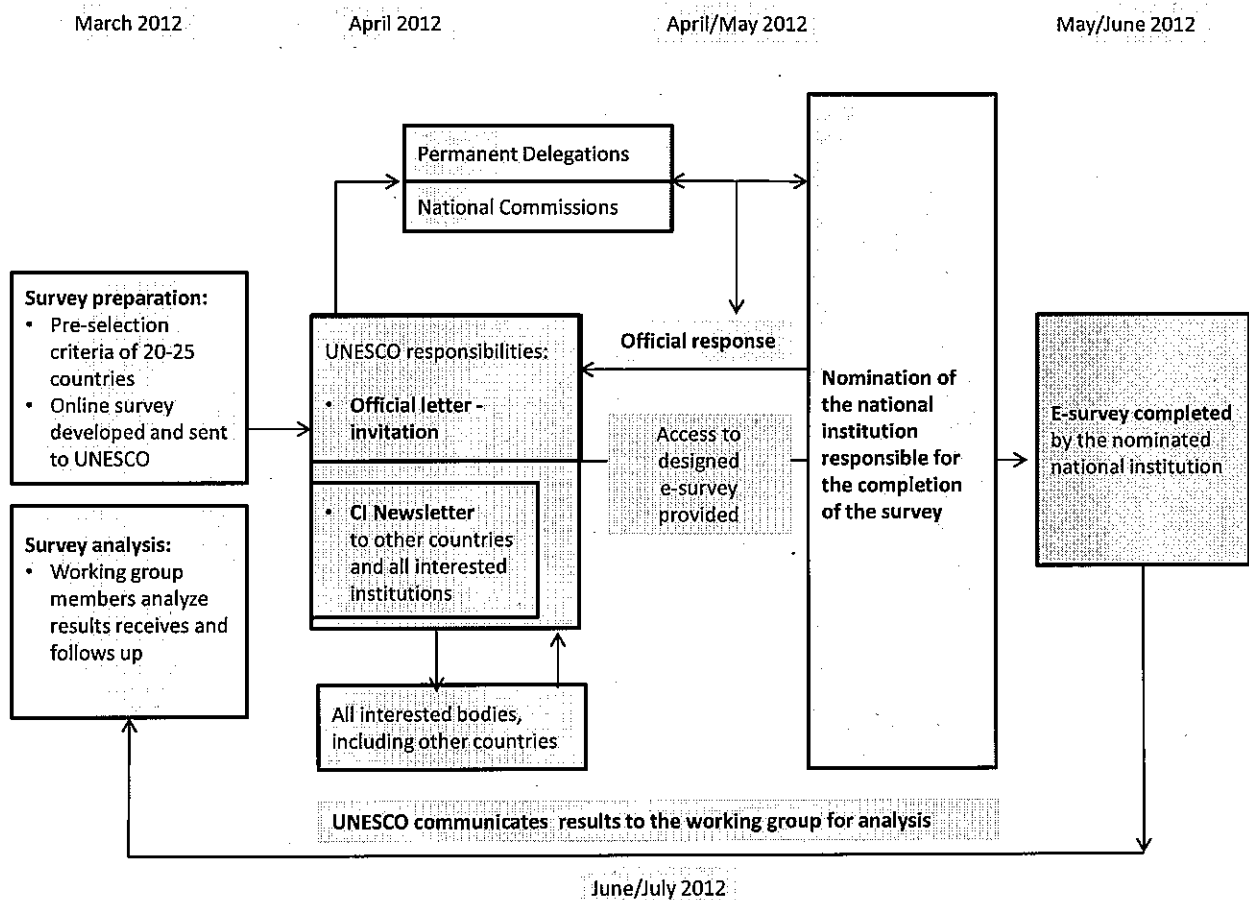 March 2012
April 2012
April/May 2012
May/June 2012
Permanent Delegations
National Commissions
Survey preparation:
• Pre-selection
criteria of 20-25
countries
• Online survey
developed and sent
to UNESCO
Survey analysis:
• Working group
members analyze
results receives and
follows up
UNESCO responsibilities:
• Official letter -
invitation
• CI Newsletter
to other countries
and all interested
institutions
All interested bodies,
including other countries
Official response
Access to
designed
e-survey
provided
Nomination of
the national
institution
responsible for
the completion
of the survey
E-survey completed
by the nominated
national institution
UNESCO communicates results to the working group for analysis
June/July 2012